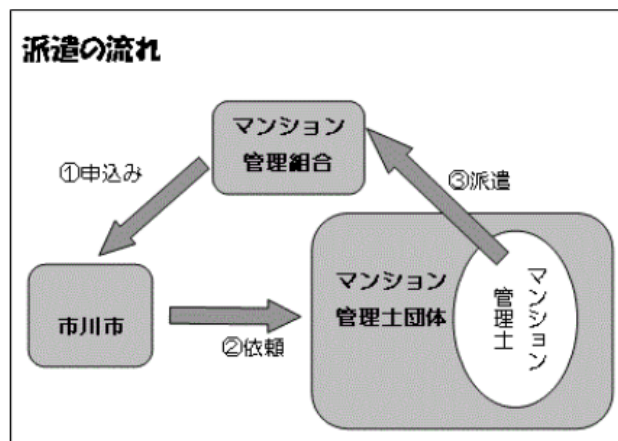 派遣の流れ
マンション
管理組合
①申込み
③派遣
市川市
②依頼
マンション
管理士団体
マンション
管理士